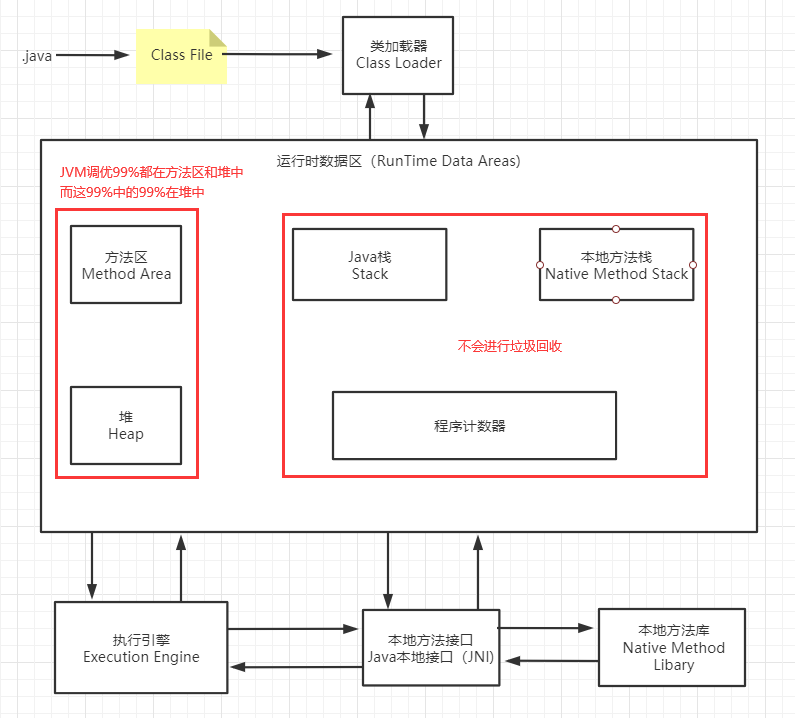 .java
Class File
类加载器
Class Loader
运行时数据区（RunTime Data Areas)
JVM调优99%都在方法区和堆中
而这99%中的99%在堆中
方法区
Method Area
Java栈
Stack
本地方法栈
Native Method Stack
不会进行垃圾回收
堆
Heap
程序计数器
执行引擎
Execution Engine
本地方法接口
Java本地接口（JNI)
本地方法库
Native Method
Libary